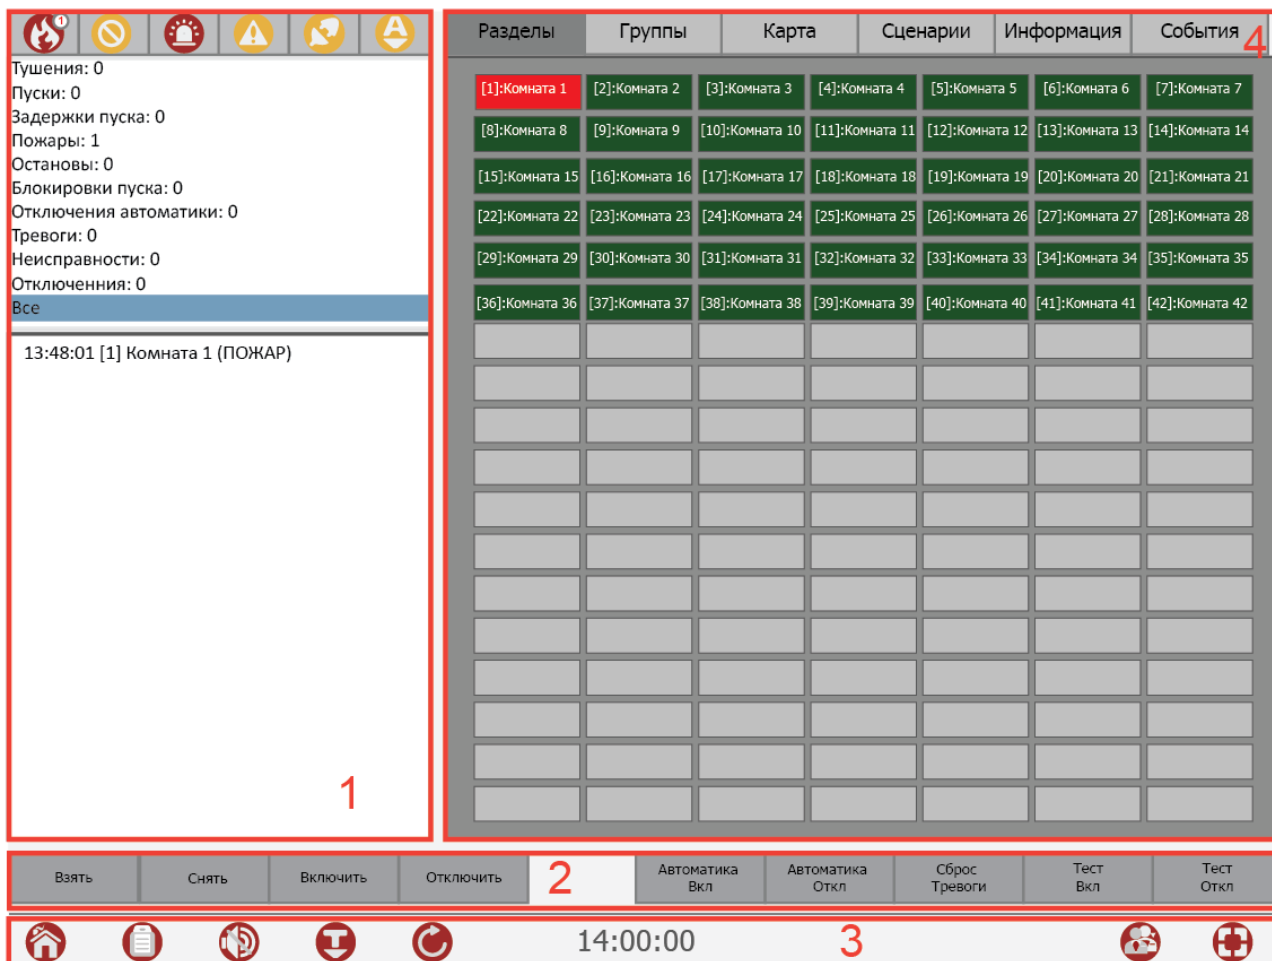 1
Разделы Группы Карта Сценарии Информация События 4
Тушения: 0
Пуски: 0
Задержки пуска: 0
Пожары: 1
Остановы: 0
Блокировки пуска: 0
Отключения автоматики: 0
Тревоги: 0
Неисправности: 0
Отключенния: 0
Все
13:48:01 [1] Комната 1 (ПОЖАР)
1
[1]:Комната 1 [2]:Комната 2 [3]:Комната 3 [4]:Комната 4 [5]:Комната 5 [6]:Комната 6 [7]:Комната 7
[8]:Комната 8 [9]:Комната 9 [10]:Комната 10 [11]:Комната 11 [12]:Комната 12 [13]:Комната 13 [14]:Комната 14
[15]:Комната 15 [16]:Комната 16 [17]:Комната 17 [18]:Комната 18 [19]:Комната 19 [20]:Комната 20 [21]:Комната 21
[22]:Комната 22 [23]:Комната 23 [24]:Комната 24 [25]:Комната 25 [26]:Комната 26 [27]:Комната 27 [28]:Комната 28
[29]:Комната 29 [30]:Комната 30 [31]:Комната 31 [32]:Комната 32 [33]:Комната 33 [34]:Комната 34 [35]:Комната 35
[36]:Комната 36 [37]:Комната 37 [38]:Комната 38 [39]:Комната 39 [40]:Комната 40 [41]:Комната 41 [42]:Комната 42
Взять Снять Включить Отключить 2 Автоматика Автоматика Сброс Тест Тест
Вкл Откл Тревоги Вкл Откл
14:00:00 3